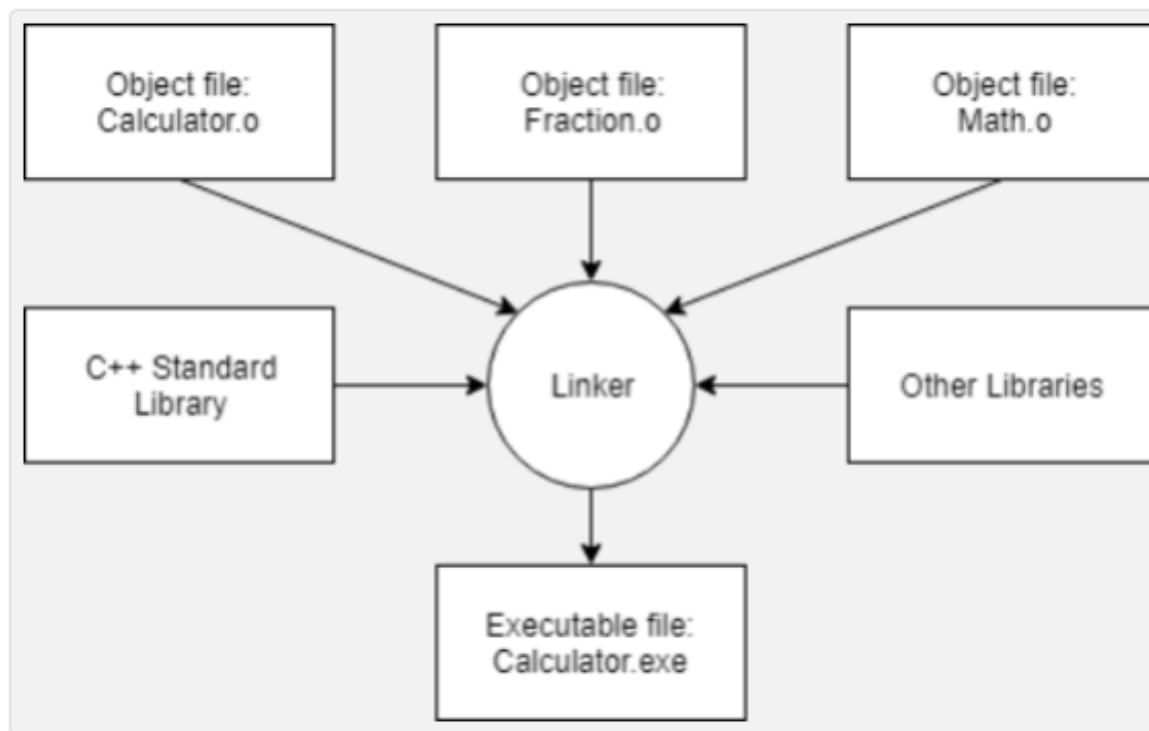 Object file:
Calculator.o
Object file:
Fraction.o
Object file:
Math.o
C++ Standard
Library
Linker
Other Libraries
Executable file:
Calculator.exe